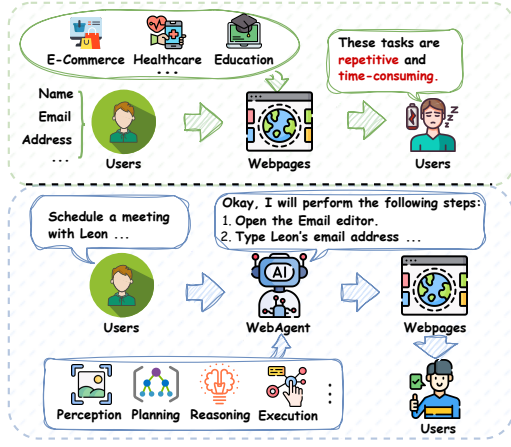 E-Commerce Healthcare Education
...
Name
Email
Address
...
Users
Webpages
These tasks are
repetitive and
time-consuming.
Users
Schedule a meeting
with Leon ...
Okay, I will perform the following steps:
1. Open the Email editor.
2. Type Leon's email address ...
Users
AI
WebAgent
Webpages
Perception Planning Reasoning Execution
...
Users